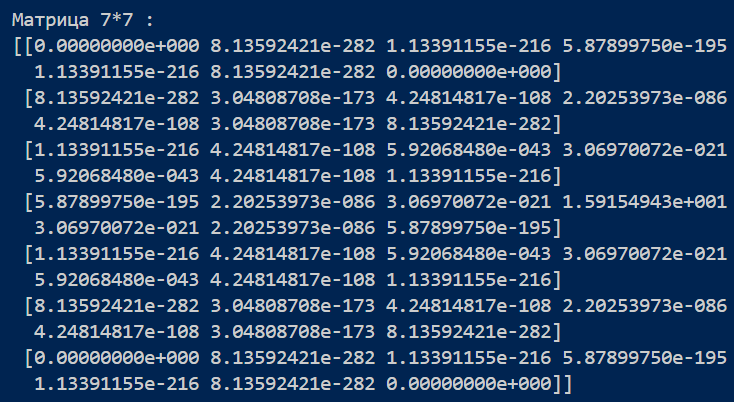 Матрица 7*7 :
[[0.00000000e+000 8.13592421e-282 1.13391155e-216 5.87899750e-195
1.13391155e-216 8.13592421e-282 0.00000000e+000]
[8.13592421e-282 3.04808708e-173 4.24814817e-108 2.20253973e-086
4.24814817e-108 3.04808708e-173 8.13592421e-282]
[1.13391155e-216 4.24814817e-108 5.92068480e-043 3.06970072e-021
5.92068480e-043 4.24814817e-108 1.13391155e-216]
[5.87899750e-195 2.20253973e-086 3.06970072e-021 1.59154943e+001
3.06970072e-021 2.20253973e-086 5.87899750e-195]
[1.13391155e-216 4.24814817e-108 5.92068480e-043 3.06970072e-021
5.92068480e-043 4.24814817e-108 1.13391155e-216]
[8.13592421e-282 3.04808708e-173 4.24814817e-108 2.20253973e-086
4.24814817e-108 3.04808708e-173 8.13592421e-282]
[0.00000000e+000 8.13592421e-282 1.13391155e-216 5.87899750e-195
1.13391155e-216 8.13592421e-282 0.00000000e+000]]